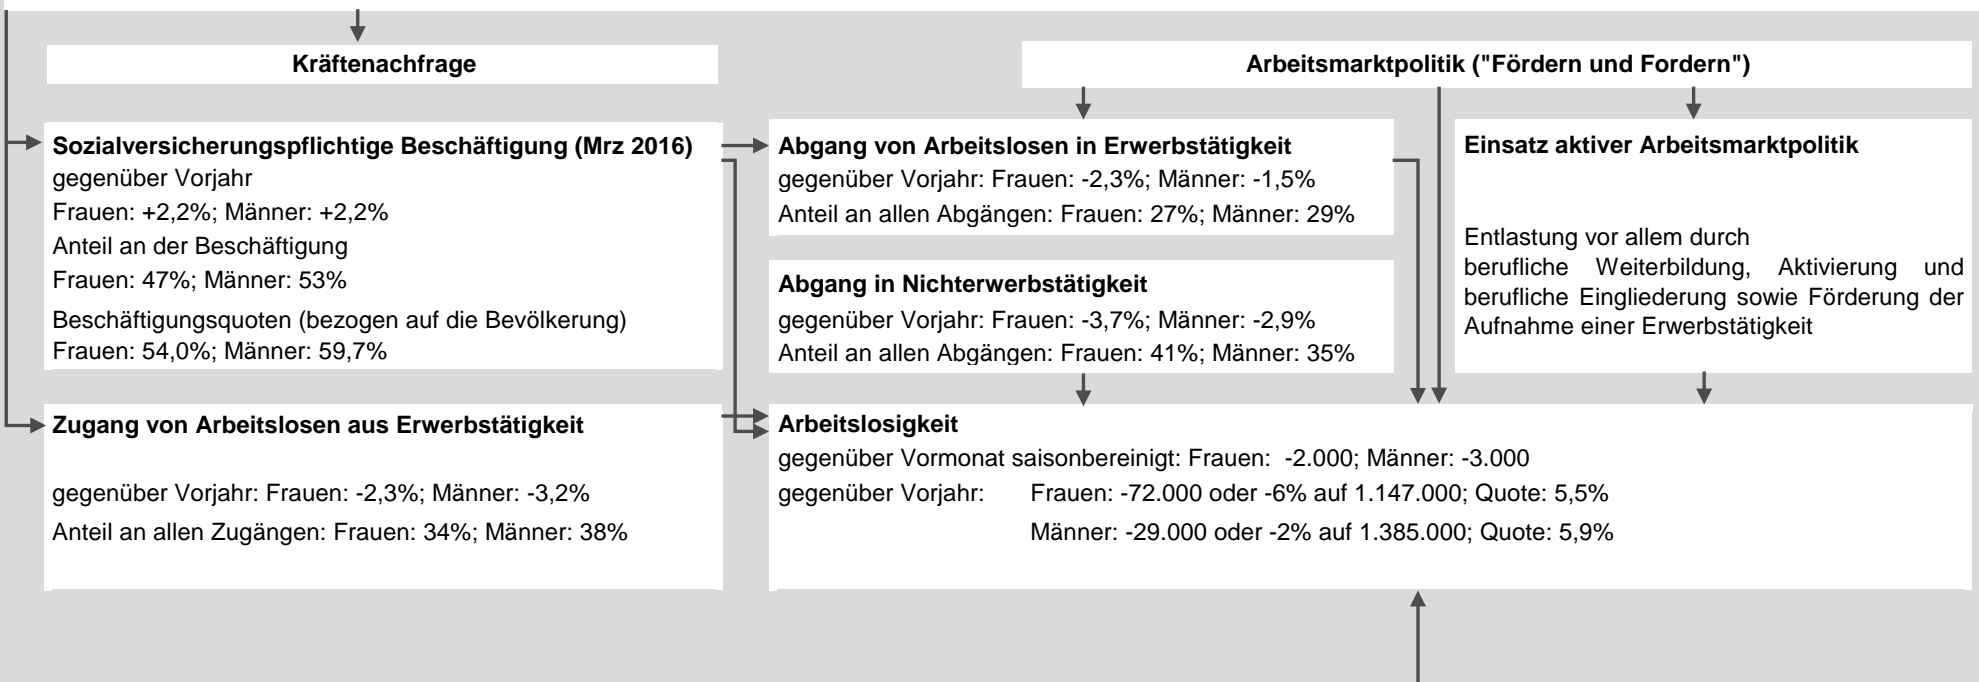 Kräftenachfrage
Arbeitsmarktpolitik ("Fördern und Fordern")
Sozialversicherungspflichtige Beschäftigung (Mrz 2016)
gegenüber Vorjahr
Frauen: +2,2%; Männer: +2,2%
Anteil an der Beschäftigung
Frauen: 47%; Männer: 53%
Beschäftigungsquoten (bezogen auf die Bevölkerung)
Frauen: 54,0%; Männer: 59,7%
Abgang von Arbeitslosen in Erwerbstätigkeit
gegenüber Vorjahr: Frauen: -2,3%; Männer: -1,5%
Anteil an allen Abgängen: Frauen: 27%; Männer: 29%
Abgang in Nichterwerbstätigkeit
gegenüber Vorjahr: Frauen: -3,7%; Männer: -2,9%
Anteil an allen Abgängen: Frauen: 41%; Männer: 35%
Einsatz aktiver Arbeitsmarktpolitik
Entlastung vor allem durch
berufliche Weiterbildung, Aktivierung und
berufliche Eingliederung sowie Förderung der
Aufnahme einer Erwerbstätigkeit
Zugang von Arbeitslosen aus Erwerbstätigkeit
gegenüber Vorjahr: Frauen: -2,3%; Männer: -3,2%
Anteil an allen Zugängen: Frauen: 34%; Männer: 38%
Arbeitslosigkeit
gegenüber Vormonat saisonbereinigt: Frauen: -2.000; Männer: -3.000
gegenüber Vorjahr: Frauen: -72.000 oder -6% auf 1.147.000; Quote: 5,5%
Männer: -29.000 oder -2% auf 1.385.000; Quote: 5,9%